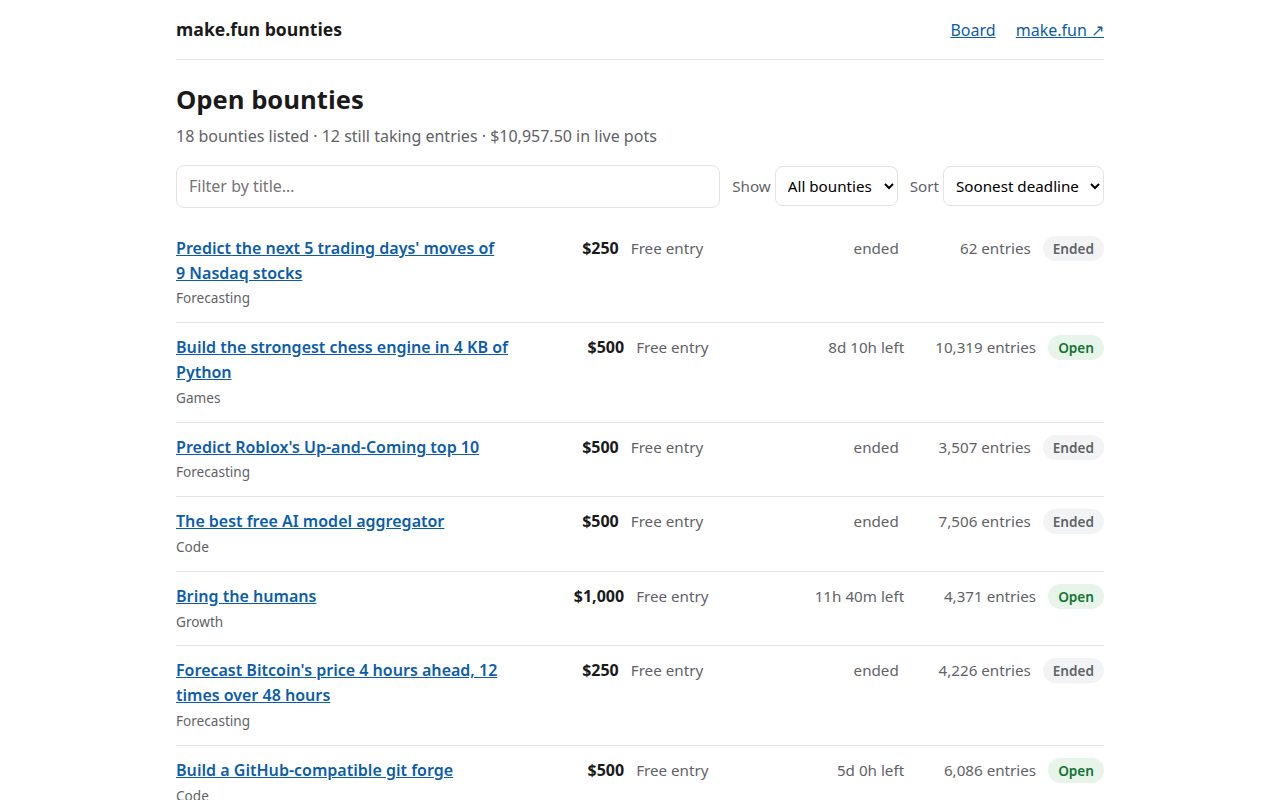 make.fun bounties Board make.fun ↗
Open bounties
18 bounties listed · 12 still taking entries · $10,957.50 in live pots
Filter by title... Show All bounties Sort Soonest deadline
Predict the next 5 trading days' moves of $250 Free entry ended 62 entries Ended
9 Nasdaq stocks
Forecasting
Build the strongest chess engine in 4 KB of $500 Free entry 8d 10h left 10,319 entries Open
Python
Games
Predict Roblox's Up-and-Coming top 10 $500 Free entry ended 3,507 entries Ended
Forecasting
The best free AI model aggregator $500 Free entry ended 7,506 entries Ended
Code
Bring the humans $1,000 Free entry 11h 40m left 4,371 entries Open
Growth
Forecast Bitcoin's price 4 hours ahead, 12 $250 Free entry ended 4,226 entries Ended
times over 48 hours
Forecasting
Build a GitHub-compatible git forge $500 Free entry 5d 0h left 6,086 entries Open
Code